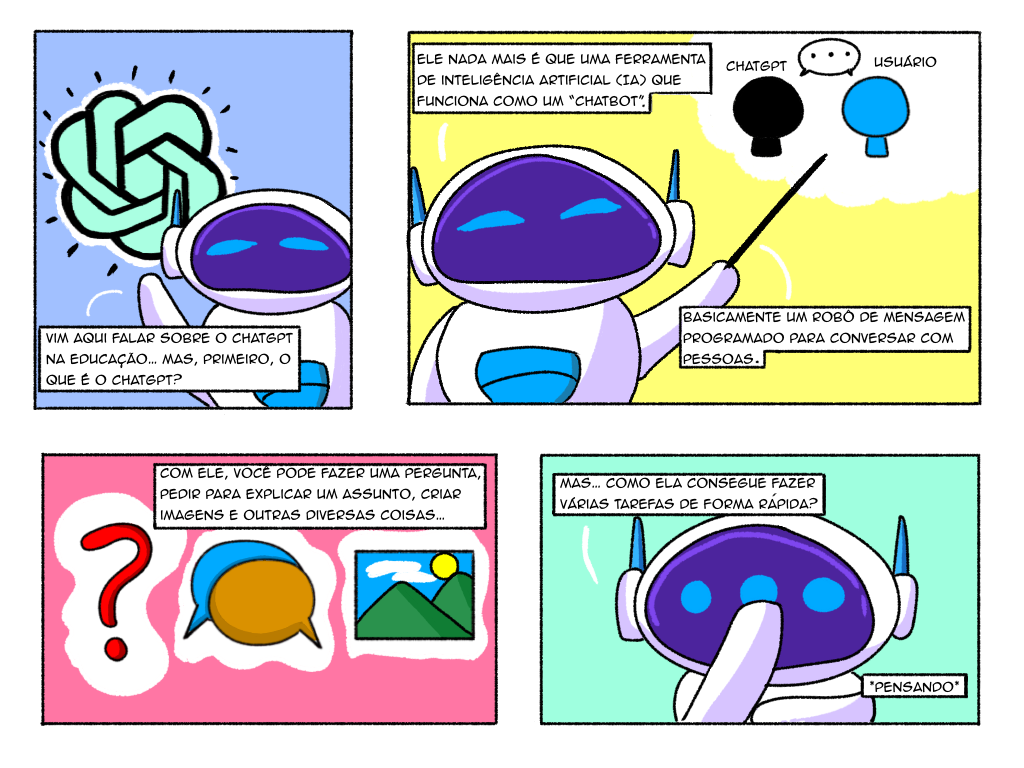 VIM AQUI FALAR SOBRE O CHATGPT
NA EDUCAÇÃO... MAS, PRIMEIRO, O
QUE É O CHATGPT?
ELE NADA MAIS É QUE UMA FERRAMENTA
DE INTELIGÊNCIA ARTIFICIAL (IA) QUE
FUNCIONA COMO UM "CHATBOT".
CHATGPT
USUÁRIO
BASICAMENTE UM ROBÔ DE MENSAGEM
PROGRAMADO PARA CONVERSAR COM
PESSOAS.
COM ELE, VOCÊ PODE FAZER UMA PERGUNTA,
PEDIR PARA EXPLICAR UM ASSUNTO, CRIAR
IMAGENS E OUTRAS DIVERSAS COISAS...
MAS... COMO ELA CONSEGUE FAZER
VÁRIAS TAREFAS DE FORMA RÁPIDA?
*PENSANDO*